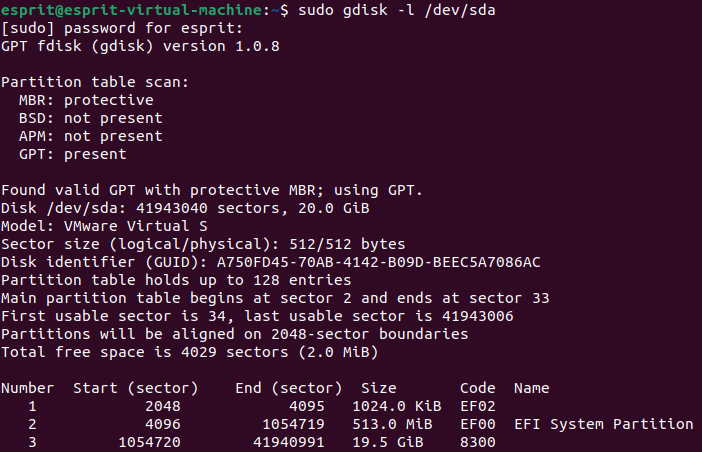 esprit@esprit-virtual-machine:~$ sudo gdisk -l /dev/sda
[sudo] password for esprit:
GPT fdisk (gdisk) version 1.0.8
Partition table scan:
  MBR: protective
  BSD: not present
  APM: not present
  GPT: present
Found valid GPT with protective MBR; using GPT.
Disk /dev/sda: 41943040 sectors, 20.0 GiB
Model: VMware Virtual S
Sector size (logical/physical): 512/512 bytes
Disk identifier (GUID): A750FD45-70AB-4142-B09D-BEEC5A7086AC
Partition table holds up to 128 entries
Main partition table begins at sector 2 and ends at sector 33
First usable sector is 34, last usable sector is 41943006
Partitions will be aligned on 2048-sector boundaries
Total free space is 4029 sectors (2.0 MiB)
Number  Start (sector)    End (sector)  Size       Code  Name
   1            2048            4095   1024.0 KiB  EF02
   2            4096         1054719   513.0 MiB   EF00  EFI System Partition
   3         1054720        41940991   19.5 GiB    8300